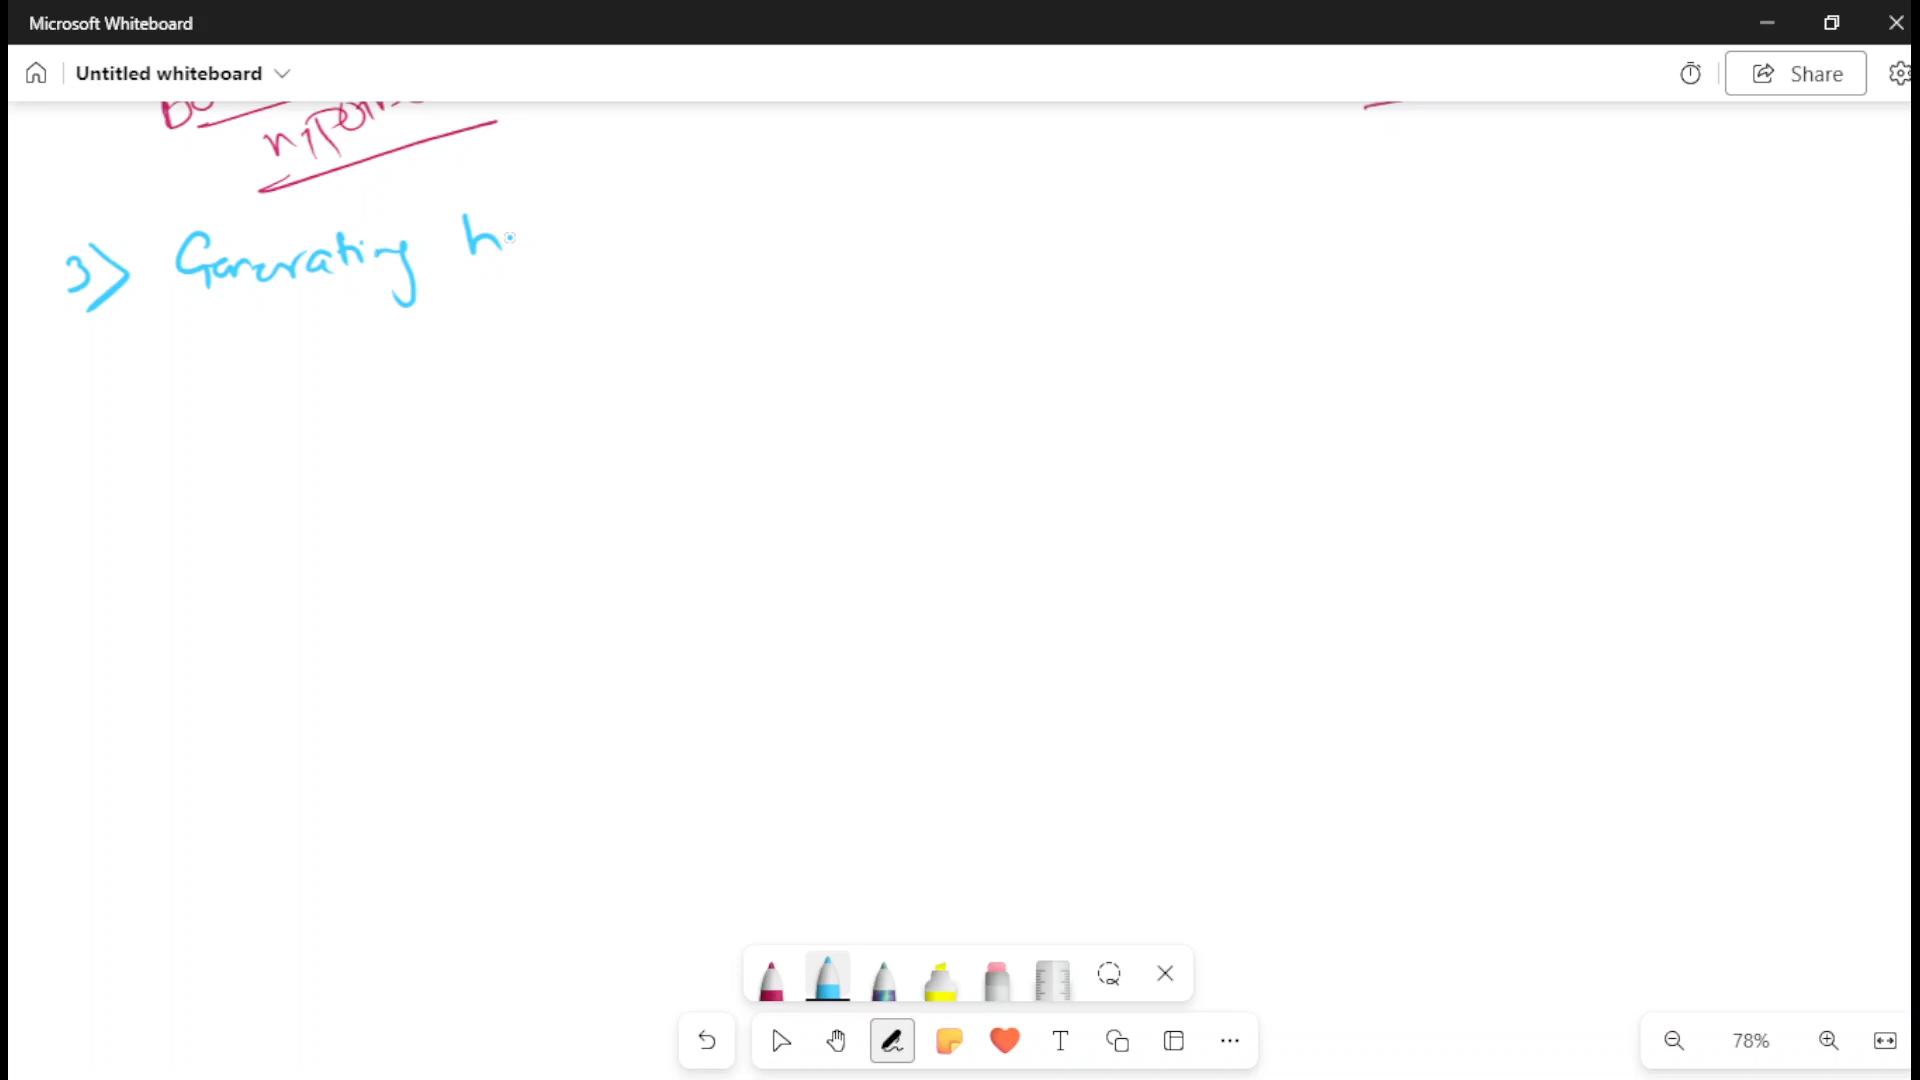 Microsoft Whiteboard
Untitled whiteboard
Share
3> Generating h
78%